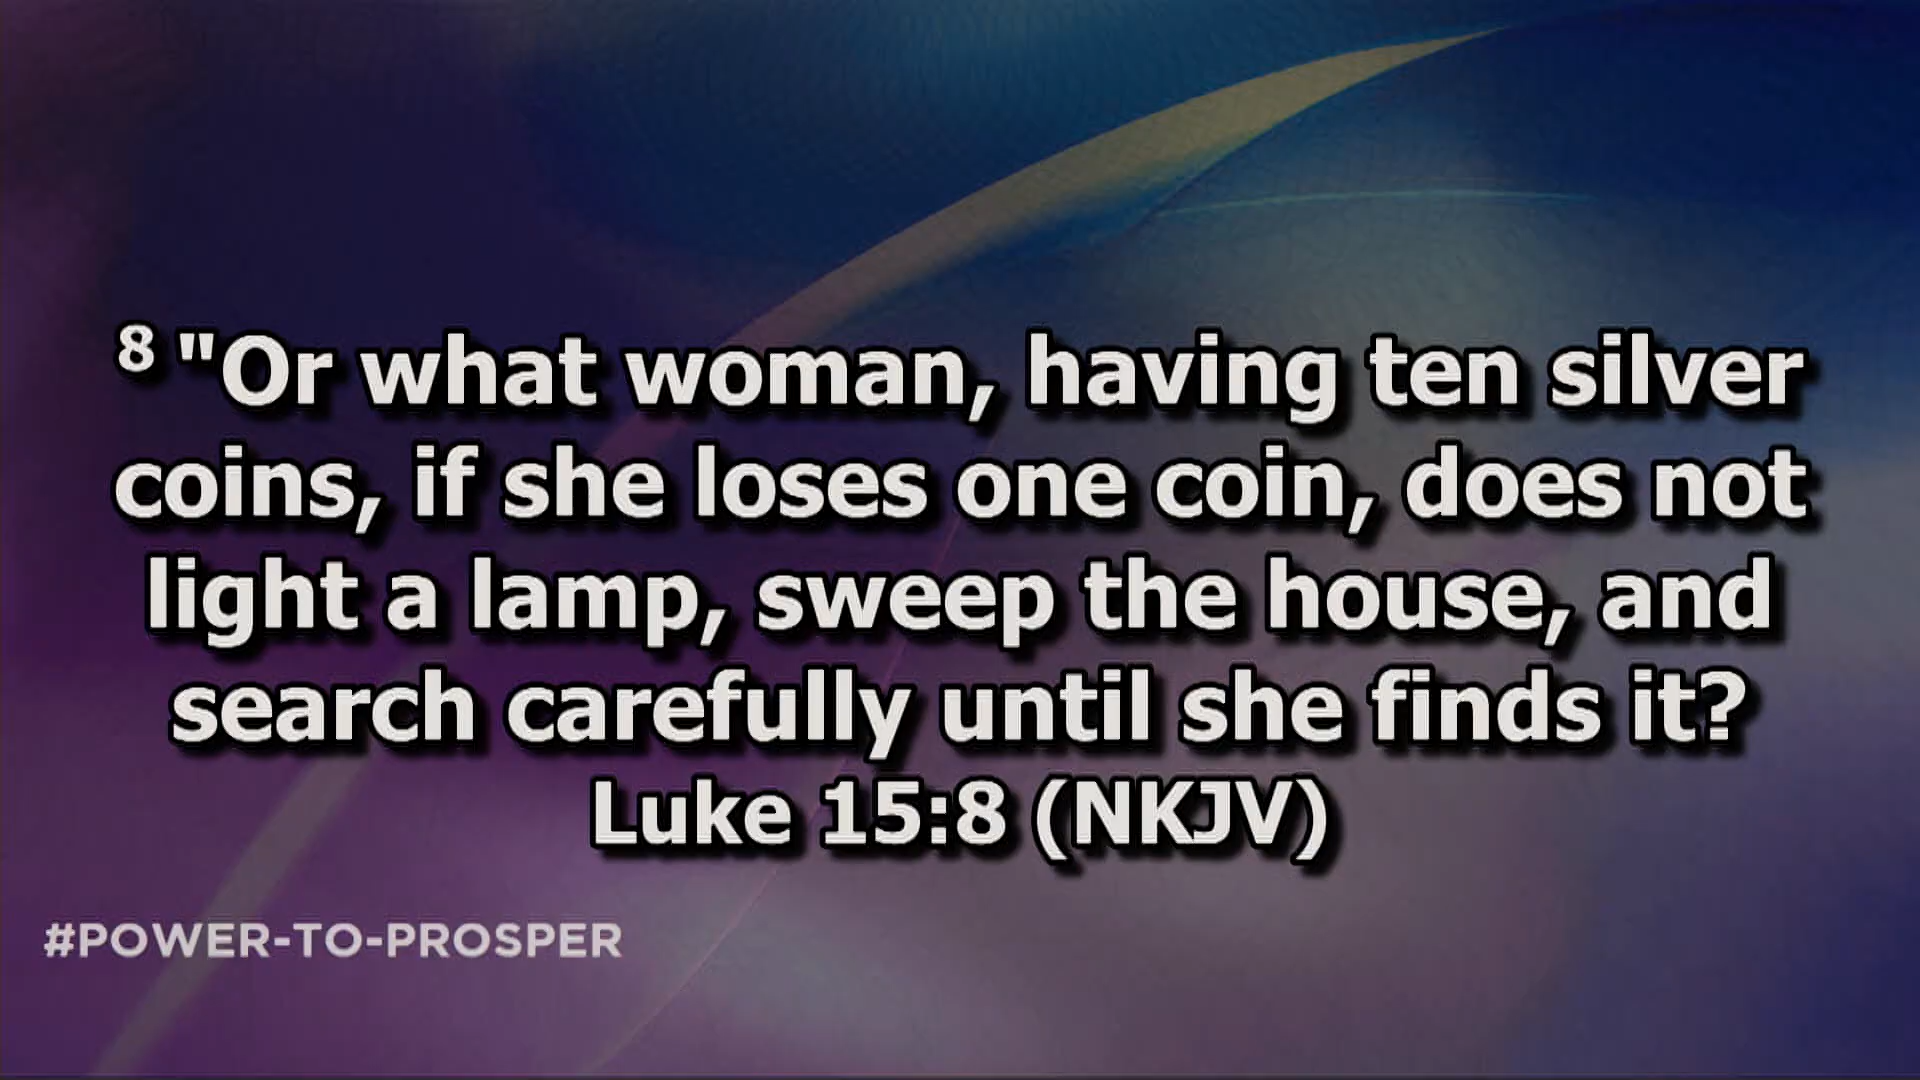 8 "Or what woman, having ten silver
coins, if she loses one coin, does not
light a lamp, sweep the house, and
search carefully until she finds it?
Luke 15:8 (NKJV)
#POWER-TO-PROSPER